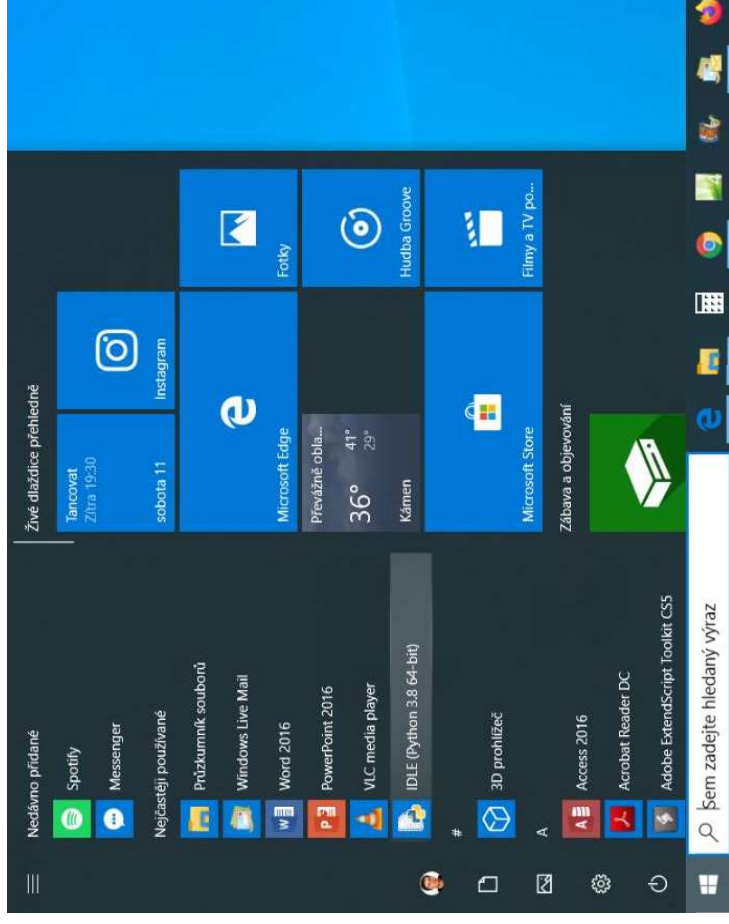 Nedávno přidané
Spotify
Messenger
Nejčastěji používané
Průzkumník souborů
Windows Live Mail
Word 2016
PowerPoint 2016
VLC media player
IDLE (Python 3.8 64-bit)
#
3D prohlížeč
A
Access 2016
Acrobat Reader DC
Adobe ExtendScript Toolkit CS5
Živé dlaždice přehledně
Tancovat
Zítra 19:30
sobota 11
Instagram
Microsoft Edge
Fotky
Převážně obla...
36° 41°
29°
Kámen
Hudba Groove
Microsoft Store
Filmy a TV po...
Zábava a objevování
Sem zadejte hledaný výraz